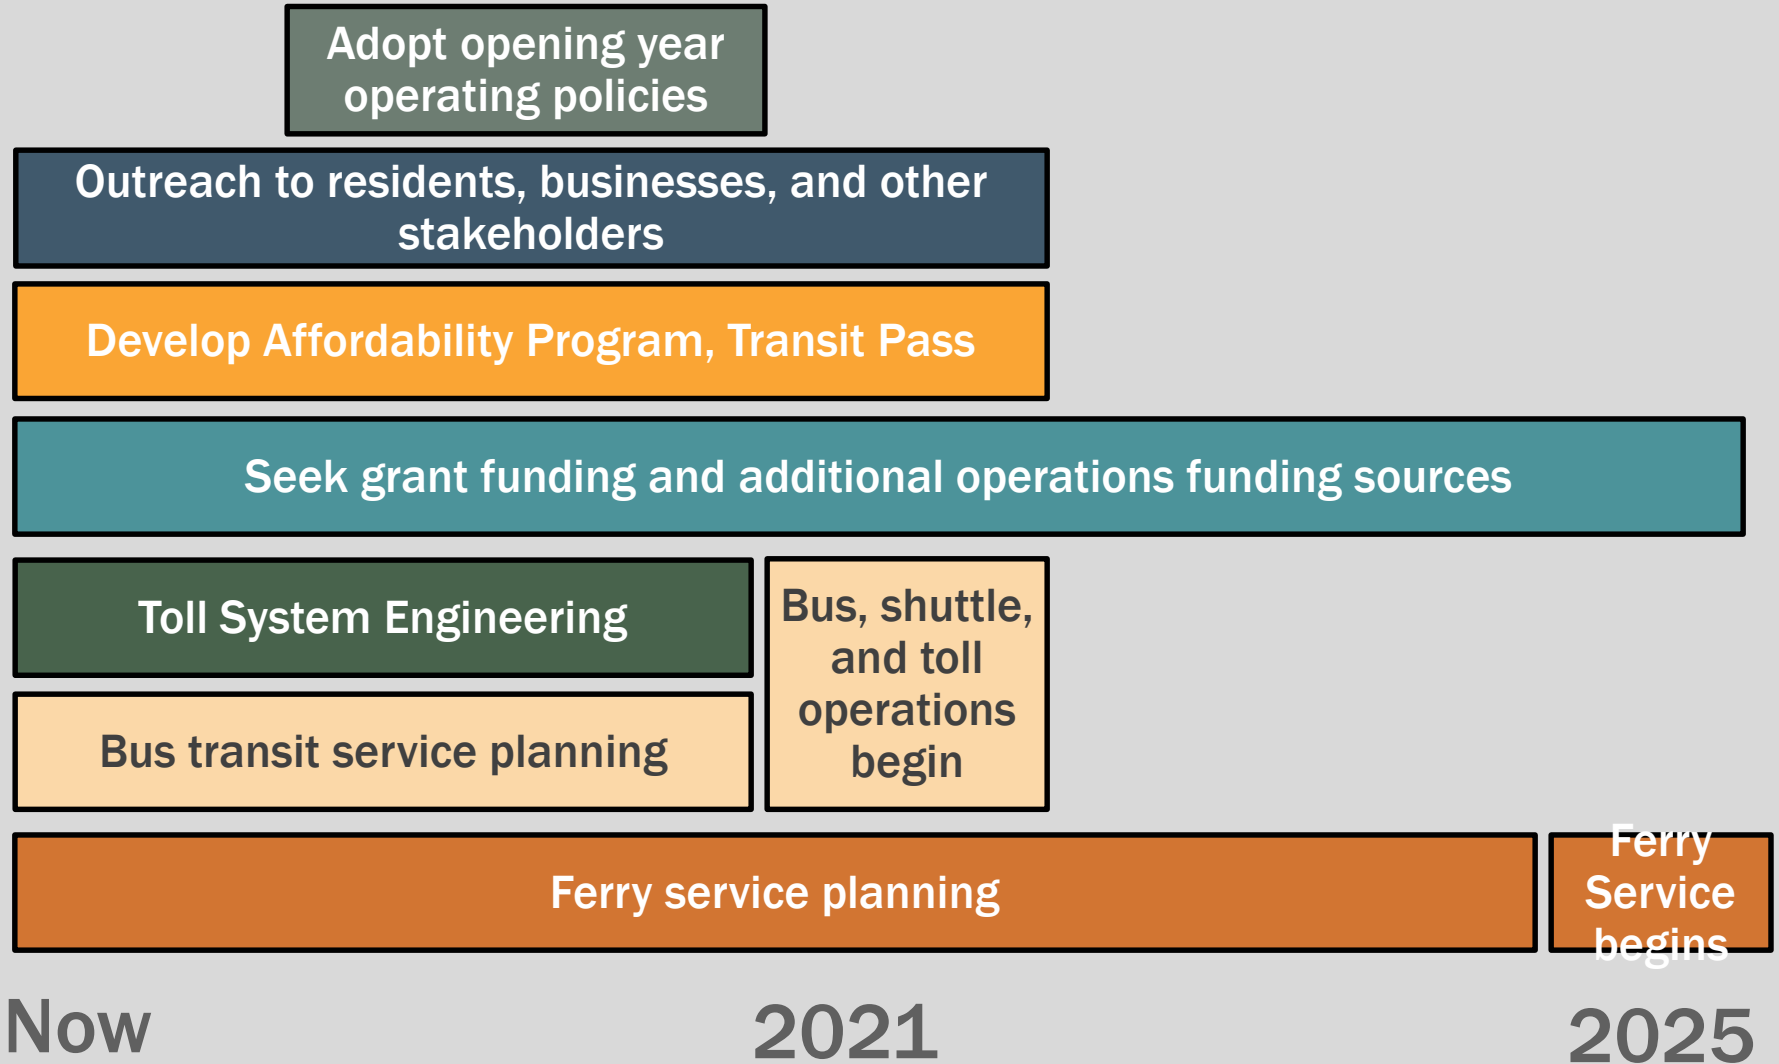 Adopt opening year
operating policies
Outreach to residents, businesses, and other
stakeholders
Develop Affordability Program, Transit Pass
Seek grant funding and additional operations funding sources
Toll System Engineering
Bus transit service planning
Bus, shuttle,
and toll
operations
begin
Ferry service planning
Ferry
Service
begins
Now
2021
2025